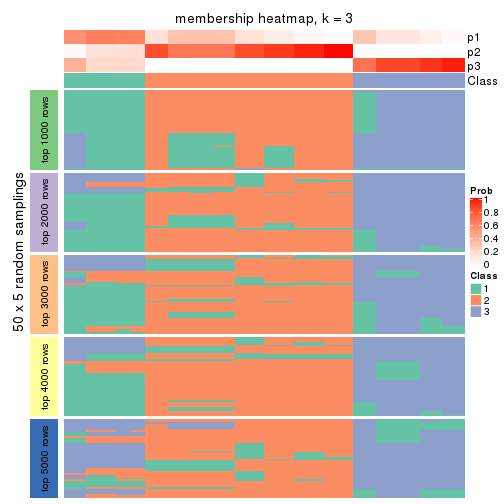 membership heatmap, k = 3
p1
p2
p3
Class
50 x 5 random samplings
top 1000 rows
top 2000 rows
top 3000 rows
top 4000 rows
top 5000 rows
Prob
1
0.8
0.6
0.4
0.2
0
Class
1
2
3